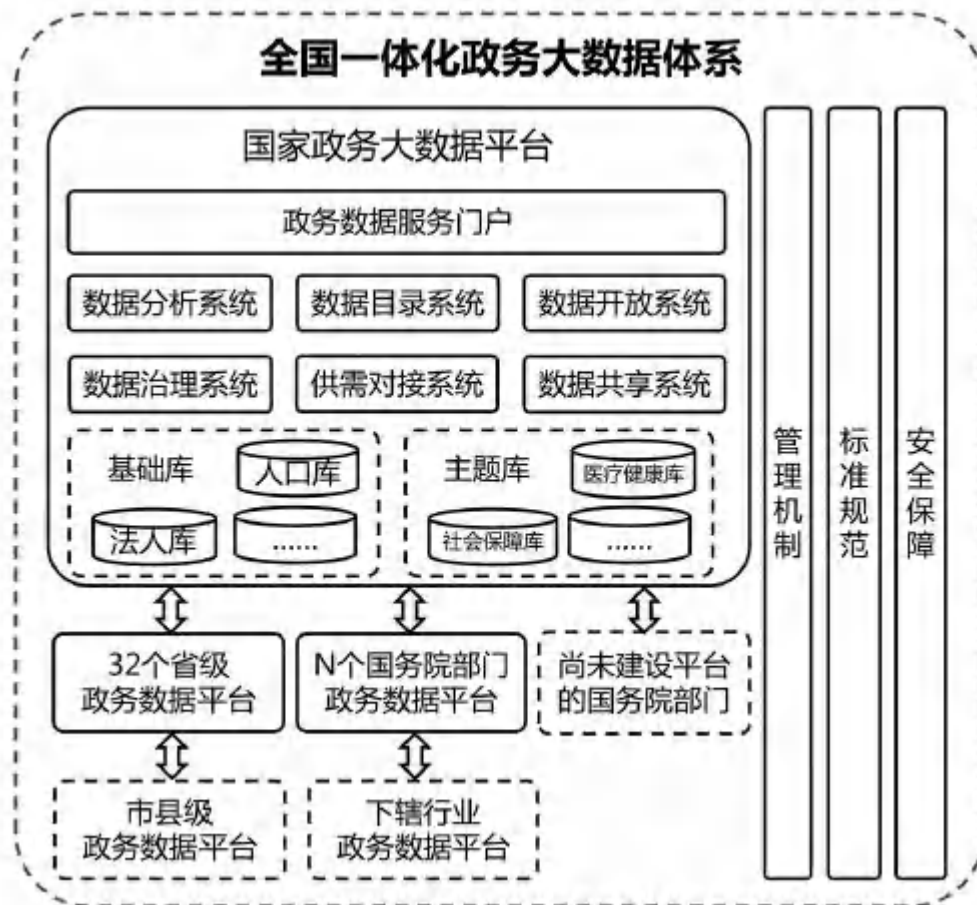 全国一体化政务大数据体系
国家政务大数据平台
政务数据服务门户
数据分析系统
数据目录系统
数据开放系统
数据治理系统
供需对接系统
数据共享系统
基础库
人口库
法人库
……
主题库
医疗健康库
社会保障库
……
32个省级
政务数据平台
N个国务院部门
政务数据平台
尚未建设平台
的国务院部门
市县级
政务数据平台
下辖行业
政务数据平台
管理机制
标准规范
安全保障